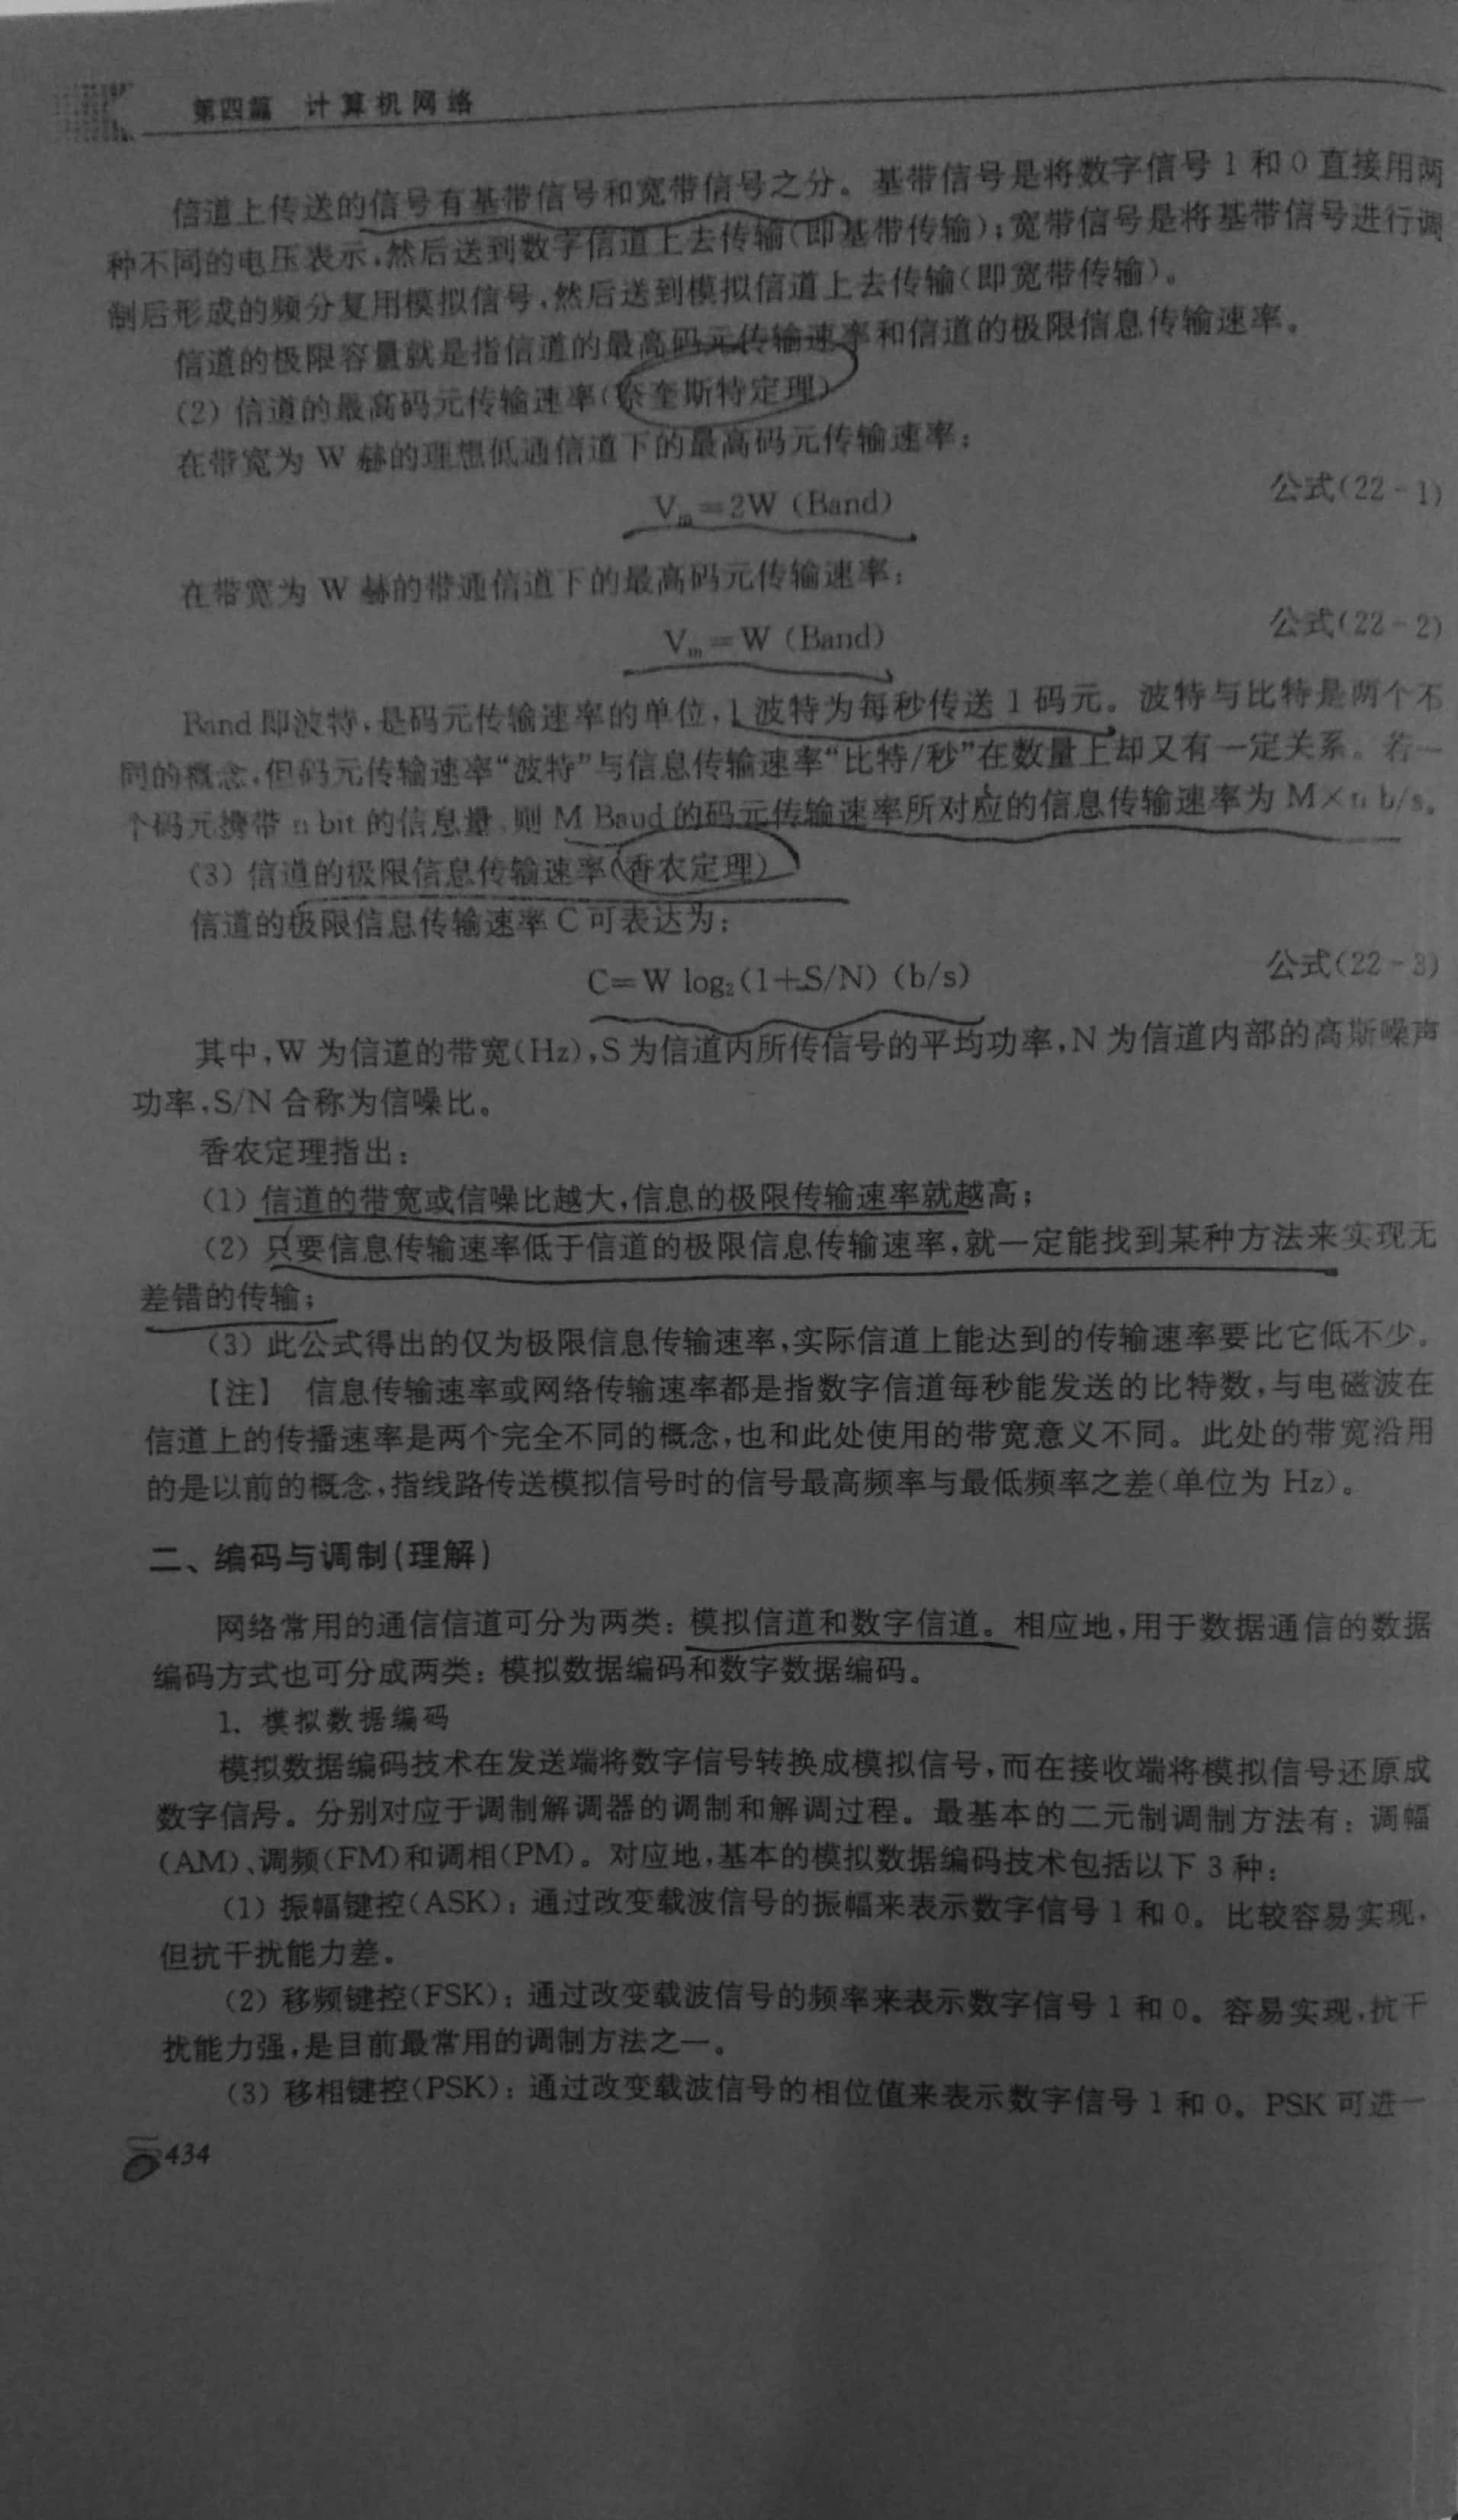 第四篇 计算机网络
信道上传送的信号有基带信号和宽带信号之分。基带信号是将数字信号1和0直接用两
种不同的电压表示,然后送到数字信道上去传输(即基带传输);宽带信号是将基带信号进行调
制后形成的频分复用模拟信号,然后送到模拟信道上去传输(即宽带传输)。
信道的极限容量就是指信道的最高码元传输速率和信道的极限信息传输速率。
(2) 信道的最高码元传输速率(奈奎斯特定理)
在带宽为 W 赫的理想低通信道下的最高码元传输速率:
Vₘ=2W (Band)
公式(22-1)
在带宽为 W 赫的带通信道下的最高码元传输速率:
Vₘ=W (Band)
公式(22-2)
Band 即波特,是码元传输速率的单位,1 波特为每秒传送 1 码元。波特与比特是两个不
同的概念,但码元传输速率“波特”与信息传输速率“比特/秒”在数量上却又有一定关系。若一
个码元携带 n bit 的信息量,则 M Baud 的码元传输速率所对应的信息传输速率为 M×n b/s。
(3) 信道的极限信息传输速率(香农定理)
信道的极限信息传输速率 C 可表达为:
C=W log₂(1+S/N) (b/s)
公式(22-3)
其中,W 为信道的带宽(Hz),S 为信道内所传信号的平均功率,N 为信道内部的高斯噪声
功率,S/N 合称为信噪比。
香农定理指出:
(1) 信道的带宽或信噪比越大,信息的极限传输速率就越高;
(2) 只要信息传输速率低于信道的极限信息传输速率,就一定能找到某种方法来实现无
差错的传输;
(3) 此公式得出的仅为极限信息传输速率,实际信道上能达到的传输速率要比它低不少。
【注】 信息传输速率或网络传输速率都是指数字信道每秒能发送的比特数,与电磁波在
信道上的传播速率是两个完全不同的概念,也和此处使用的带宽意义不同。此处的带宽沿用
的是以前的概念,指线路传送模拟信号时的信号最高频率与最低频率之差(单位为 Hz)。
二、编码与调制(理解)
网络常用的通信信道可分为两类:模拟信道和数字信道。相应地,用于数据通信的数据
编码方式也可分成两类:模拟数据编码和数字数据编码。
1. 模拟数据编码
模拟数据编码技术在发送端将数字信号转换成模拟信号,而在接收端将模拟信号还原成
数字信号。分别对应于调制解调器的调制和解调过程。最基本的二元制调制方法有:调幅
(AM)、调频(FM)和调相(PM)。对应地,基本的模拟数据编码技术包括以下 3 种:
(1) 振幅键控(ASK):通过改变载波信号的振幅来表示数字信号 1 和 0。比较容易实现,
但抗干扰能力差。
(2) 移频键控(FSK):通过改变载波信号的频率来表示数字信号 1 和 0。容易实现,抗干
扰能力强,是目前最常用的调制方法之一。
(3) 移相键控(PSK):通过改变载波信号的相位值来表示数字信号 1 和 0。PSK 可进一
434